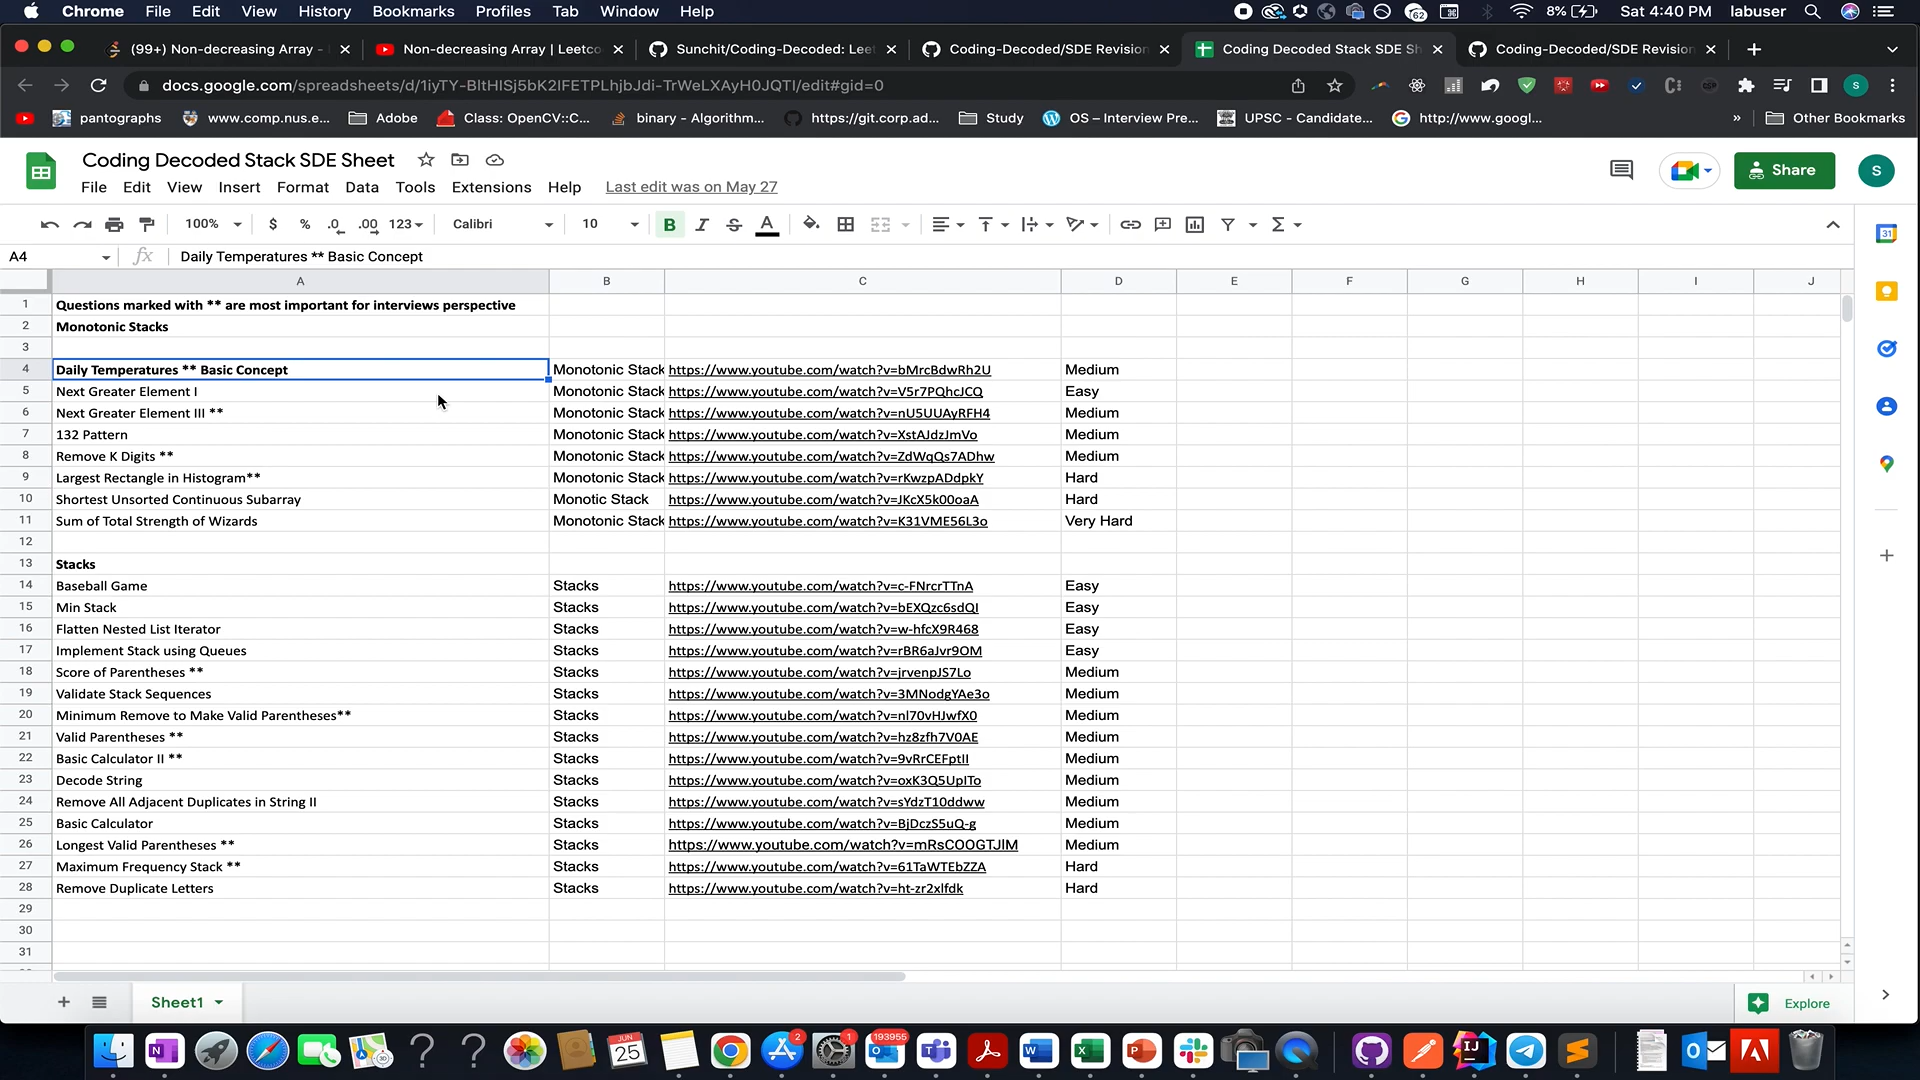 Chrome File Edit View History Bookmarks Profiles Tab Window Help 62 8% Sat 4:40 PM labuser
(99+) Non-decreasing Array - Non-decreasing Array | Leetco Sunchit/Coding-Decoded: Leet Coding-Decoded/SDE Revision Coding Decoded Stack SDE Sh Coding-Decoded/SDE Revision
docs.google.com/spreadsheets/d/1iyTY-BltHISj5bK2IFETPLhjbJdi-TrWeLXAyH0JQTI/edit#gid=0
pantographs www.comp.nus.e... Adobe Class: OpenCV::C... binary - Algorithm... https://git.corp.ad... Study OS – Interview Pre... UPSC - Candidate... http://www.googl... » Other Bookmarks
Coding Decoded Stack SDE Sheet
File Edit View Insert Format Data Tools Extensions Help Last edit was on May 27
Share S
100% $ % .0 .00 123 Calibri 10 B I S A
A4 fx Daily Temperatures ** Basic Concept
A B C D E F G H I J
1 Questions marked with ** are most important for interviews perspective
2 Monotonic Stacks
3
4 Daily Temperatures ** Basic Concept Monotonic Stack https://www.youtube.com/watch?v=bMrcBdwRh2U Medium
5 Next Greater Element I Monotonic Stack https://www.youtube.com/watch?v=V5r7PQhcJCQ Easy
6 Next Greater Element III ** Monotonic Stack https://www.youtube.com/watch?v=nU5UUAyRFH4 Medium
7 132 Pattern Monotonic Stack https://www.youtube.com/watch?v=XstAJdzJmVo Medium
8 Remove K Digits ** Monotonic Stack https://www.youtube.com/watch?v=ZdWqQs7ADhw Medium
9 Largest Rectangle in Histogram** Monotonic Stack https://www.youtube.com/watch?v=rKwzpADdpkY Hard
10 Shortest Unsorted Continuous Subarray Monotic Stack https://www.youtube.com/watch?v=JKcX5k00oaA Hard
11 Sum of Total Strength of Wizards Monotonic Stack https://www.youtube.com/watch?v=K31VME56L3o Very Hard
12
13 Stacks
14 Baseball Game Stacks https://www.youtube.com/watch?v=c-FNrcrTTnA Easy
15 Min Stack Stacks https://www.youtube.com/watch?v=bEXQzc6sdQI Easy
16 Flatten Nested List Iterator Stacks https://www.youtube.com/watch?v=w-hfcX9R468 Easy
17 Implement Stack using Queues Stacks https://www.youtube.com/watch?v=rBR6aJvr9OM Easy
18 Score of Parentheses ** Stacks https://www.youtube.com/watch?v=jrvenpJS7Lo Medium
19 Validate Stack Sequences Stacks https://www.youtube.com/watch?v=3MNodgYAe3o Medium
20 Minimum Remove to Make Valid Parentheses** Stacks https://www.youtube.com/watch?v=nl70vHJwfX0 Medium
21 Valid Parentheses ** Stacks https://www.youtube.com/watch?v=hz8zfh7V0AE Medium
22 Basic Calculator II ** Stacks https://www.youtube.com/watch?v=9vRrCEFptII Medium
23 Decode String Stacks https://www.youtube.com/watch?v=oxK3Q5UpITo Medium
24 Remove All Adjacent Duplicates in String II Stacks https://www.youtube.com/watch?v=sYdzT10ddww Medium
25 Basic Calculator Stacks https://www.youtube.com/watch?v=BjDczS5uQ-g Medium
26 Longest Valid Parentheses ** Stacks https://www.youtube.com/watch?v=mRsCOOGTJlM Medium
27 Maximum Frequency Stack ** Stacks https://www.youtube.com/watch?v=61TaWTEbZZA Hard
28 Remove Duplicate Letters Stacks https://www.youtube.com/watch?v=ht-zr2xlfdk Hard
29
30
31
Sheet1 Explore
JUN 25 2 1 193955